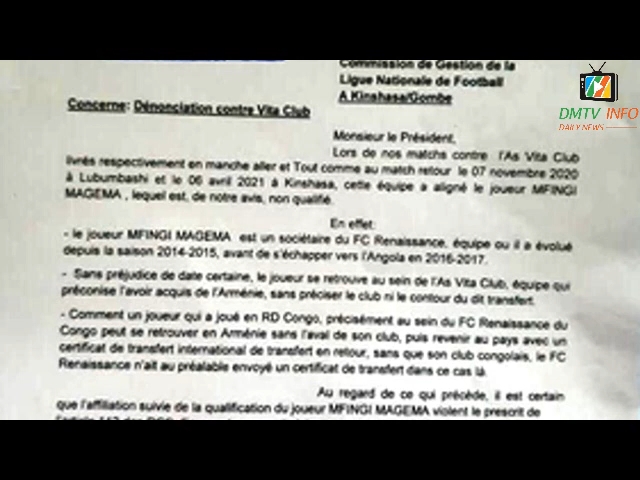 Commission de Gestion de la
Ligue Nationale de Football
A Kinshasa/Gombe
DMTV INFO
DAILY NEWS
Concerne: Dénonciation contre Vita Club
Monsieur le Président,
Lors de nos matchs contre l'As Vita Club
livrés respectivement en manche aller et Tout comme au match retour le 07 novembre 2020
à Lubumbashi et le 06 avril 2021 à Kinshasa, cette équipe a aligné le joueur MFINGI
MAGEMA , lequel est, de notre avis, non qualifié.
En effet:
- le joueur MFINGI MAGEMA est un sociétaire du FC Renaissance, équipe ou il a évolué
depuis la saison 2014-2015, avant de s'échapper vers l'Angola en 2016-2017.
- Sans préjudice de date certaine, le joueur se retrouve au sein de l'As Vita Club, équipe qui
préconise l'avoir acquis de l'Arménie, sans préciser le club ni le contour du dit transfert.
- Comment un joueur qui a joué en RD Congo, précisément au sein du FC Renaissance du
Congo peut se retrouver en Arménie sans l'aval de son club, puis revenir au pays avec un
certificat de transfert international de transfert en retour, sans que son club congolais, le FC
Renaissance n'ait au préalable envoyé un certificat de transfert dans ce cas là.
Au regard de ce qui précède, il est certain
que l'affiliation suivie de la qualification du joueur MFINGI MAGEMA violent le prescrit de